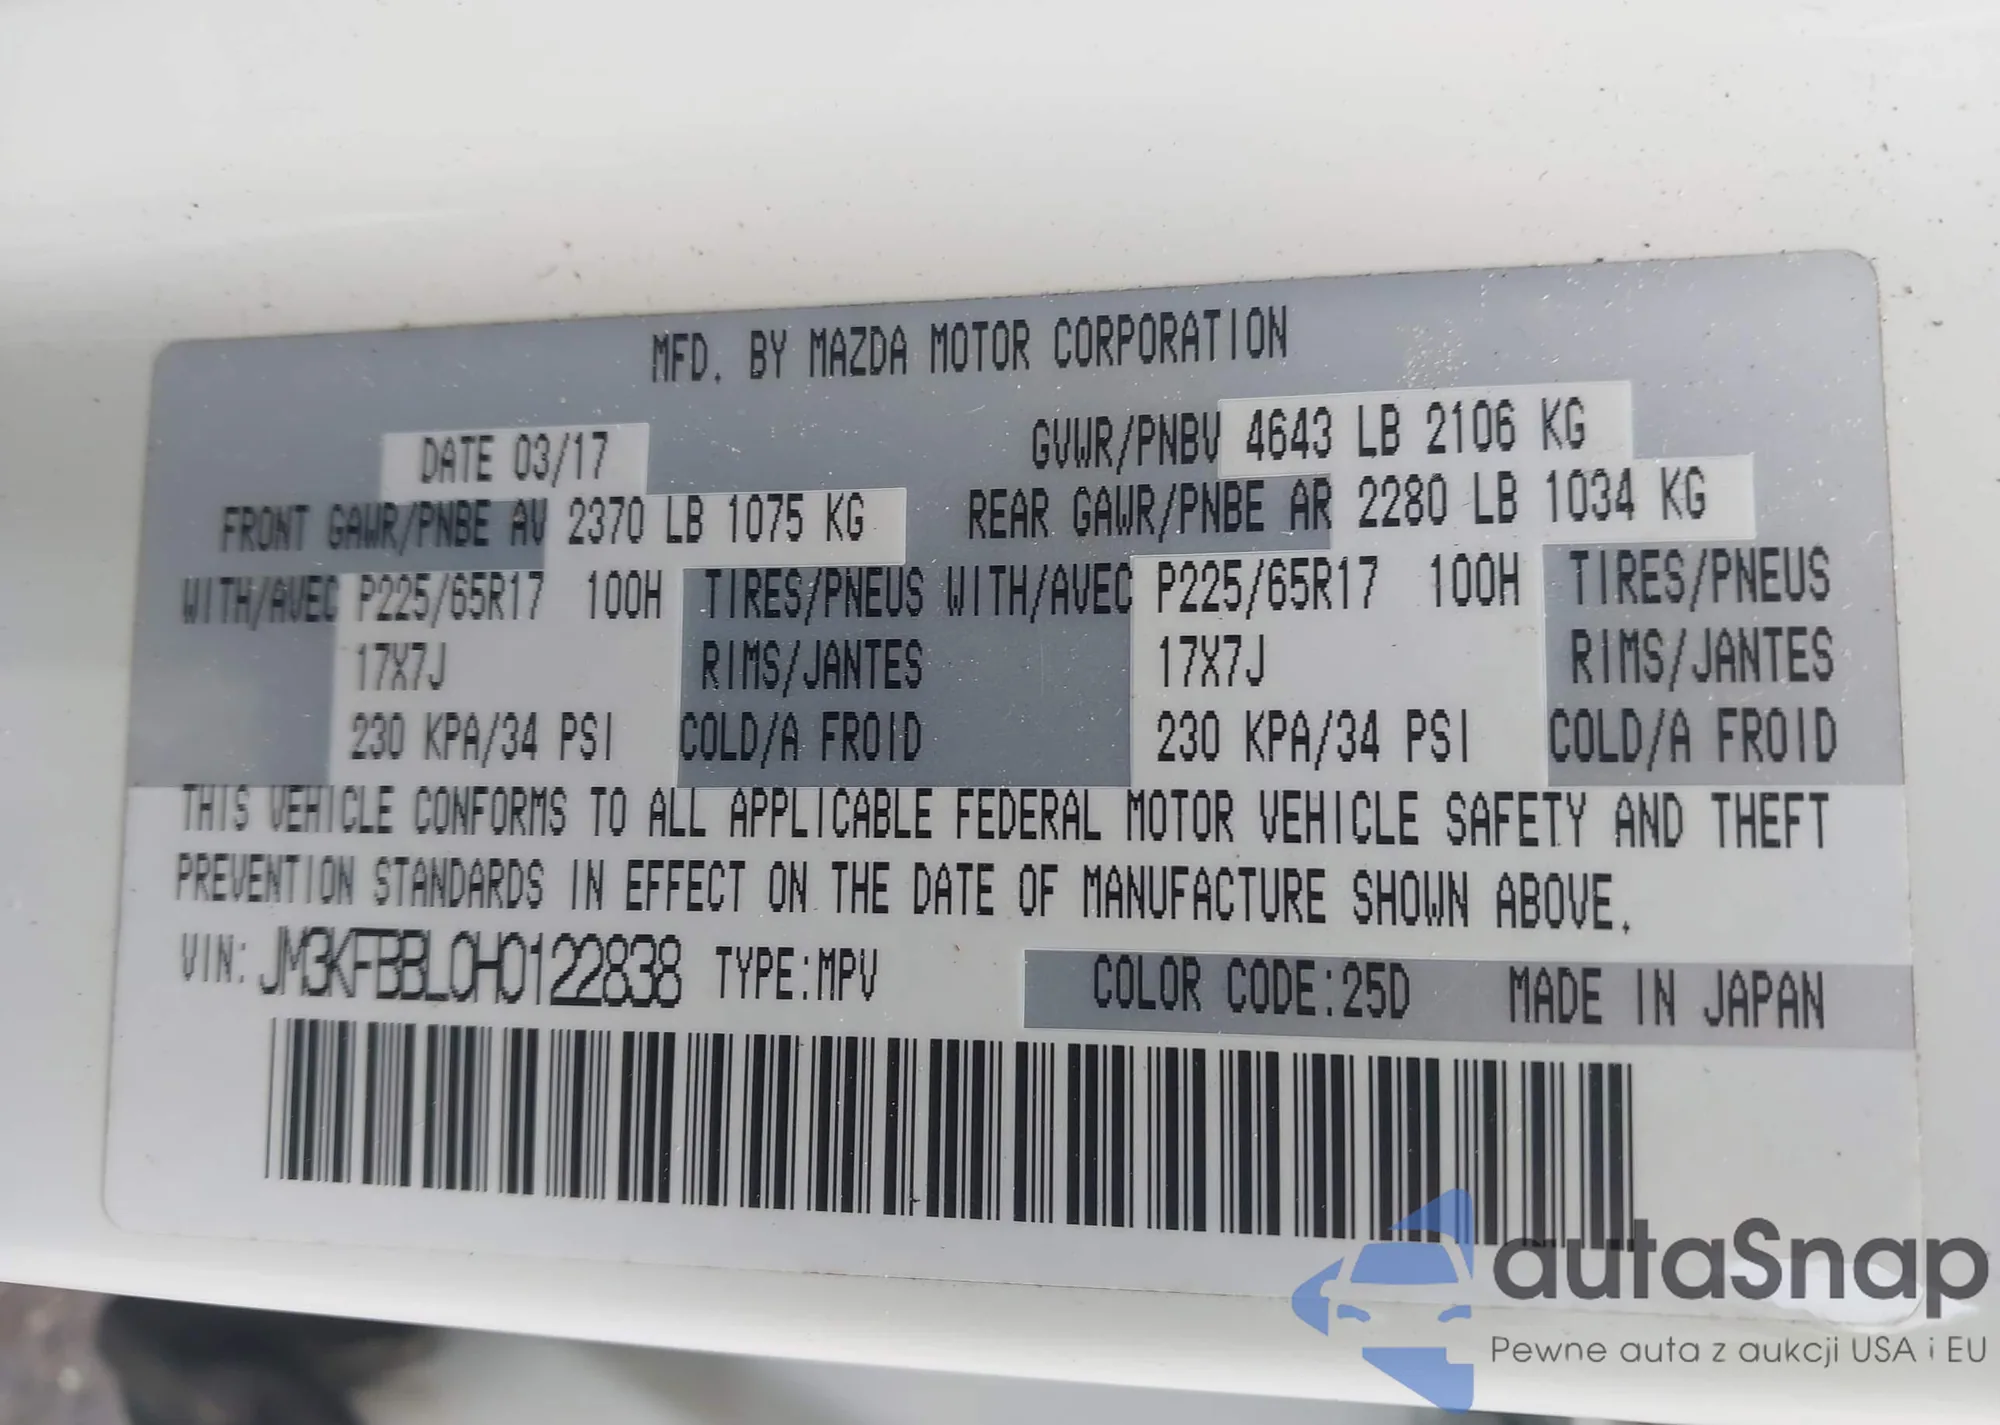 MFD. BY MAZDA MOTOR CORPORATION
DATE 03/17 GVWR/PNBV 4643 LB 2106 KG
FRONT GAWR/PNBE AV 2370 LB 1075 KG REAR GAWR/PNBE AR 2280 LB 1034 KG
WITH/AVEC P225/65R17 100H TIRES/PNEUS WITH/AVEC P225/65R17 100H TIRES/PNEUS
17X7J RIMS/JANTES 17X7J RIMS/JANTES
230 KPA/34 PSI COLD/A FROID 230 KPA/34 PSI COLD/A FROID
THIS VEHICLE CONFORMS TO ALL APPLICABLE FEDERAL MOTOR VEHICLE SAFETY AND THEFT
PREVENTION STANDARDS IN EFFECT ON THE DATE OF MANUFACTURE SHOWN ABOVE.
VIN: JM3KFBBL0H0122838 TYPE:MPV COLOR CODE:25D MADE IN JAPAN
autaSnap
Pewne auta z aukcji USA i EU